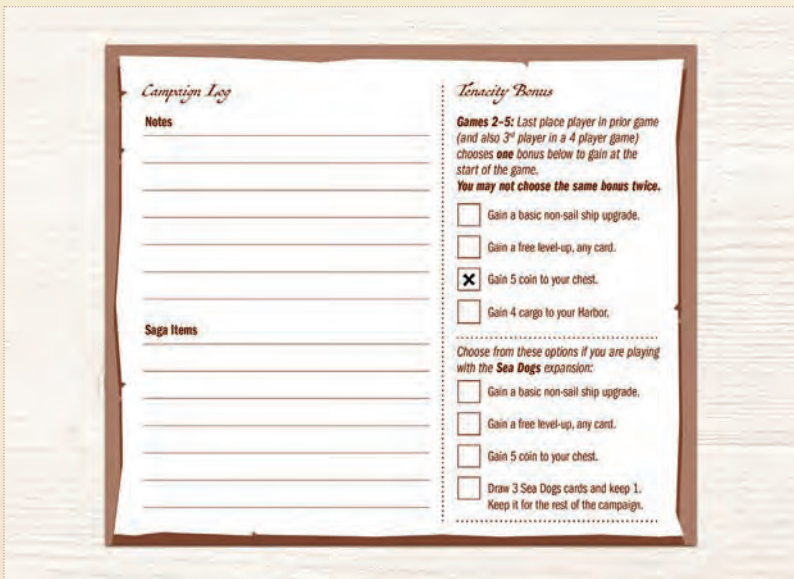 Campaign Log
Notes
Saga Items
Tenacity Bonus
Games 2–5: Last place player in prior game
(and also 3rd player in a 4 player game)
chooses one bonus below to gain at the
start of the game.
You may not choose the same bonus twice.
Gain a basic non-sail ship upgrade.
Gain a free level-up, any card.
Gain 5 coin to your chest.
Gain 4 cargo to your Harbor.
Choose from these options if you are playing
with the Sea Dogs expansion:
Gain a basic non-sail ship upgrade.
Gain a free level-up, any card.
Gain 5 coin to your chest.
Draw 3 Sea Dogs cards and keep 1.
Keep it for the rest of the campaign.